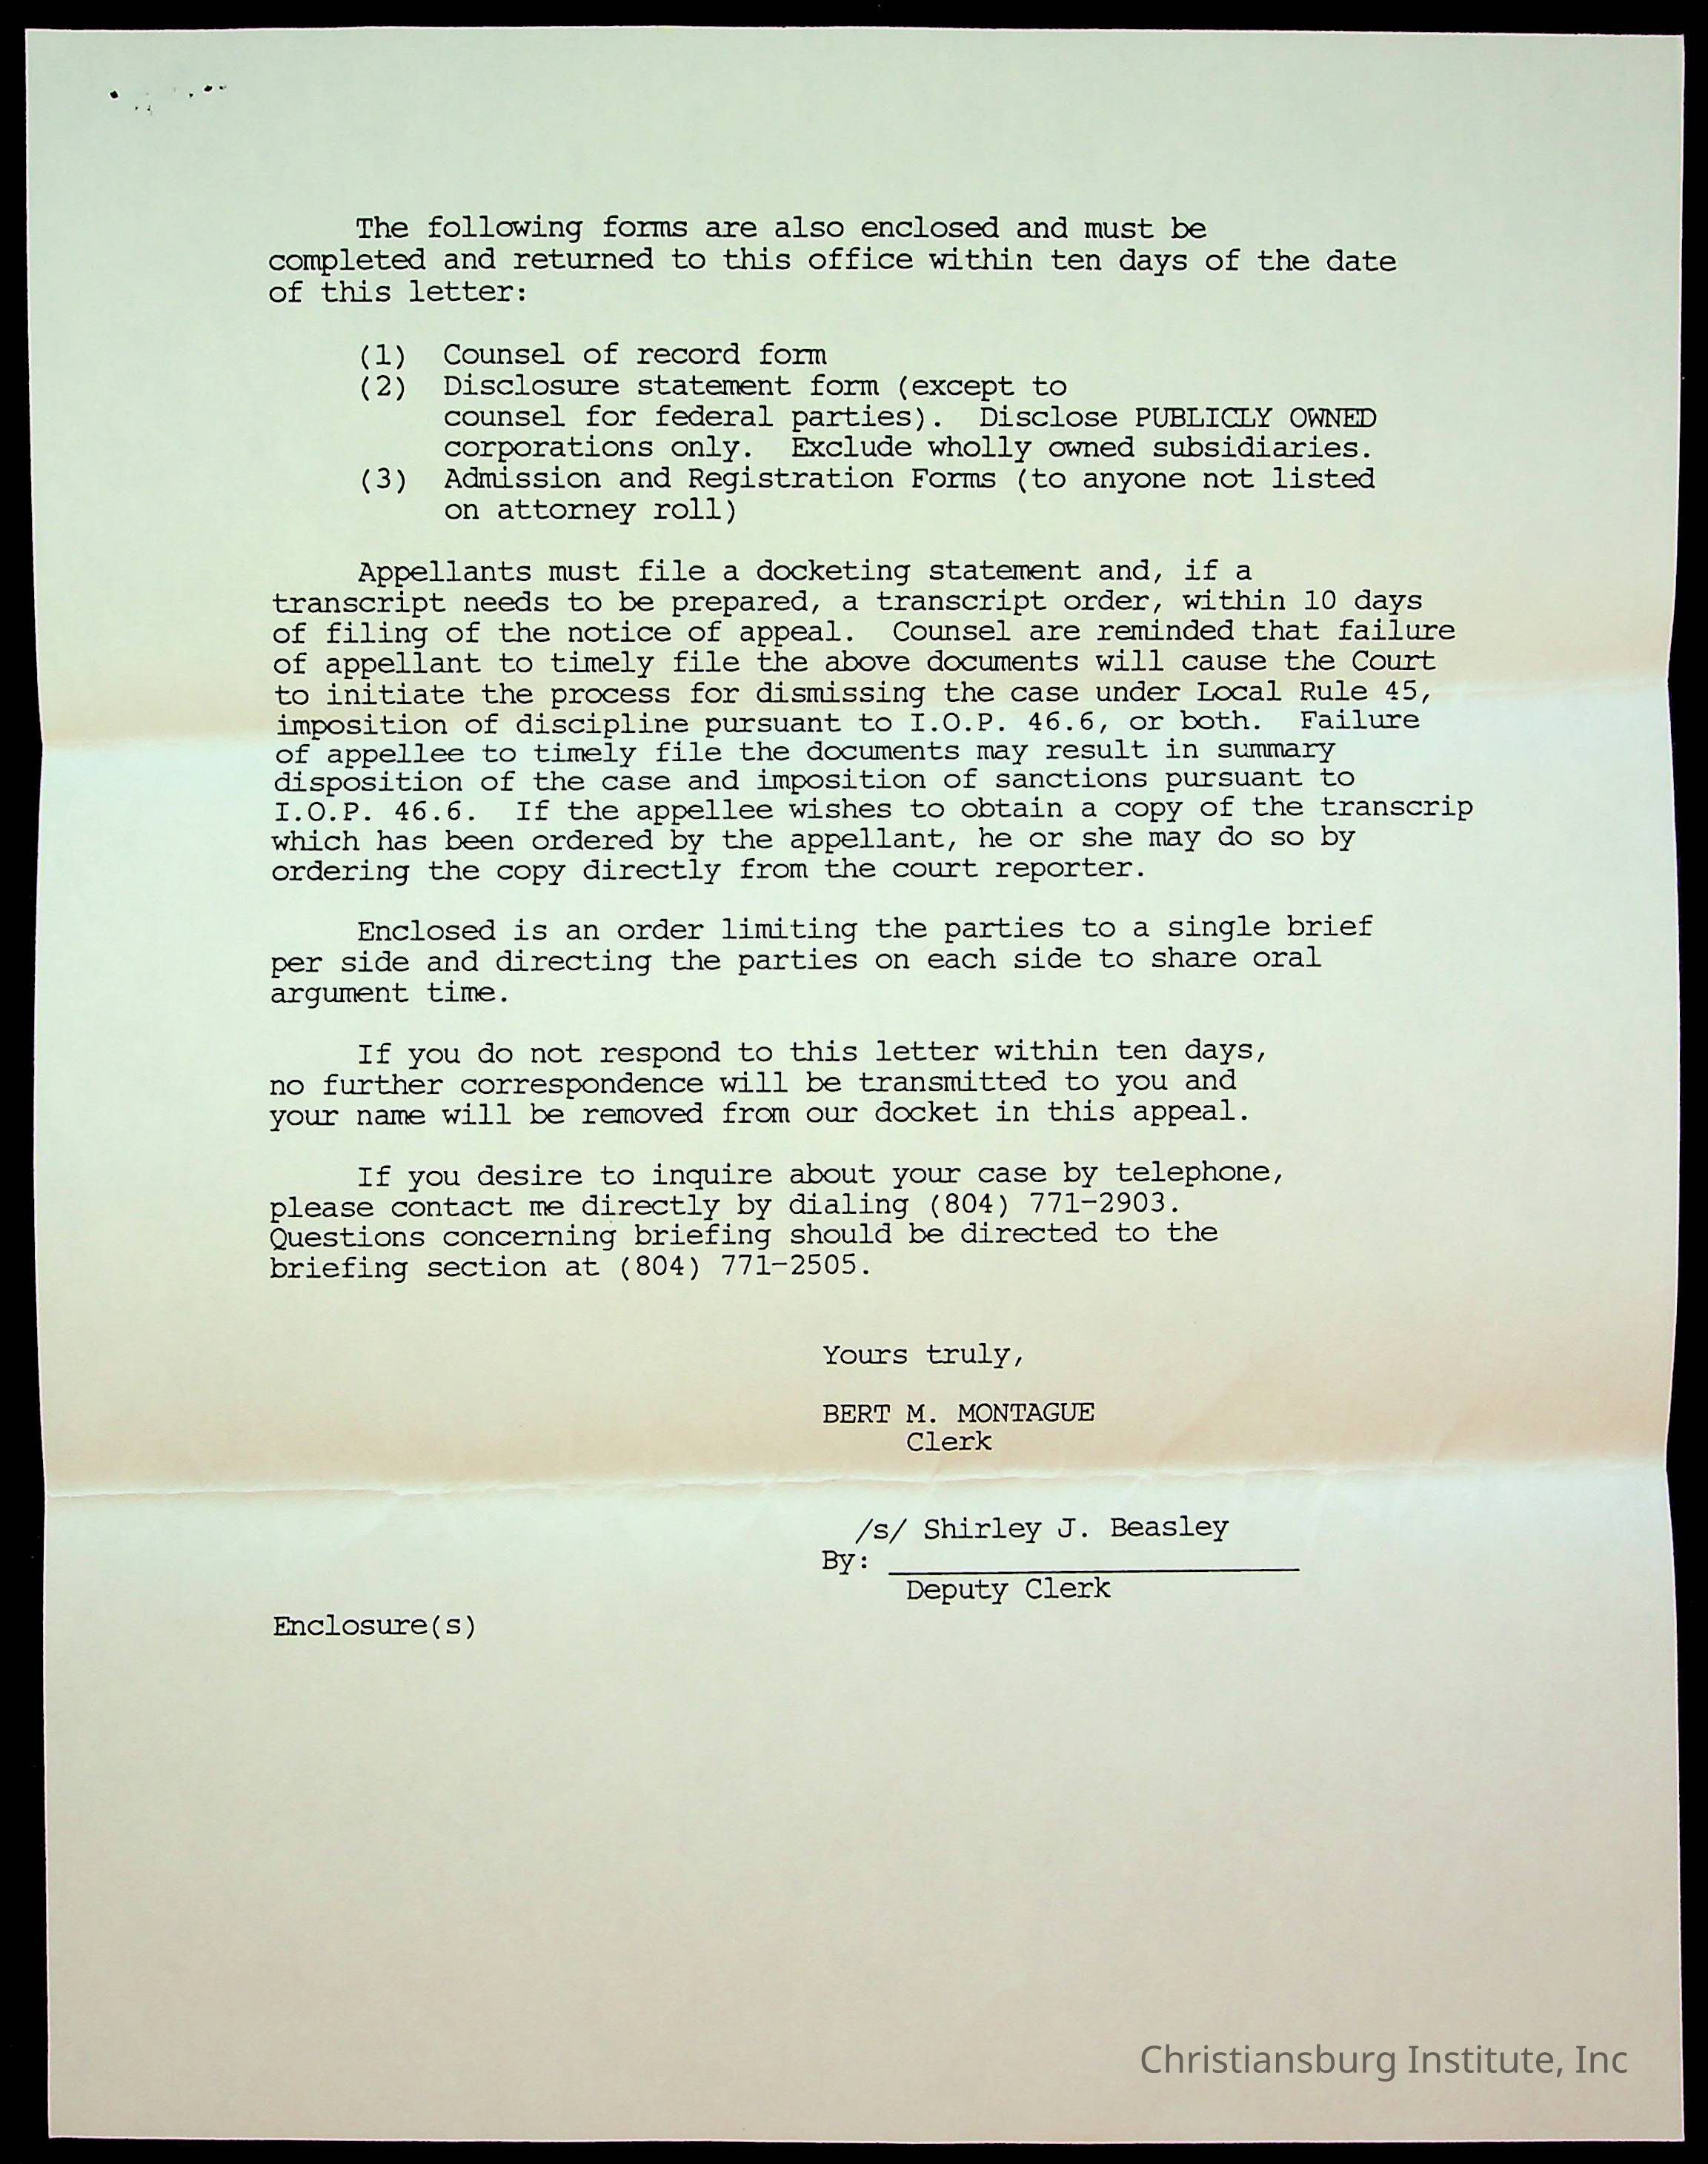 The following forms are also enclosed and must be
completed and returned to this office within ten days of the date
of this letter:
(1) Counsel of record form
(2) Disclosure statement form (except to
counsel for federal parties). Disclose PUBLICLY OWNED
corporations only. Exclude wholly owned subsidiaries.
(3) Admission and Registration Forms (to anyone not listed
on attorney roll)
Appellants must file a docketing statement and, if a
transcript needs to be prepared, a transcript order, within 10 days
of filing of the notice of appeal. Counsel are reminded that failure
of appellant to timely file the above documents will cause the Court
to initiate the process for dismissing the case under Local Rule 45,
imposition of discipline pursuant to I.O.P. 46.6, or both. Failure
of appellee to timely file the documents may result in summary
disposition of the case and imposition of sanctions pursuant to
I.O.P. 46.6. If the appellee wishes to obtain a copy of the transcrip
which has been ordered by the appellant, he or she may do so by
ordering the copy directly from the court reporter.
Enclosed is an order limiting the parties to a single brief
per side and directing the parties on each side to share oral
argument time.
If you do not respond to this letter within ten days,
no further correspondence will be transmitted to you and
your name will be removed from our docket in this appeal.
If you desire to inquire about your case by telephone,
please contact me directly by dialing (804) 771-2903.
Questions concerning briefing should be directed to the
briefing section at (804) 771-2505.
Yours truly,
BERT M. MONTAGUE
Clerk
/s/ Shirley J. Beasley
By:
Deputy Clerk
Enclosure(s)
Christiansburg Institute, Inc